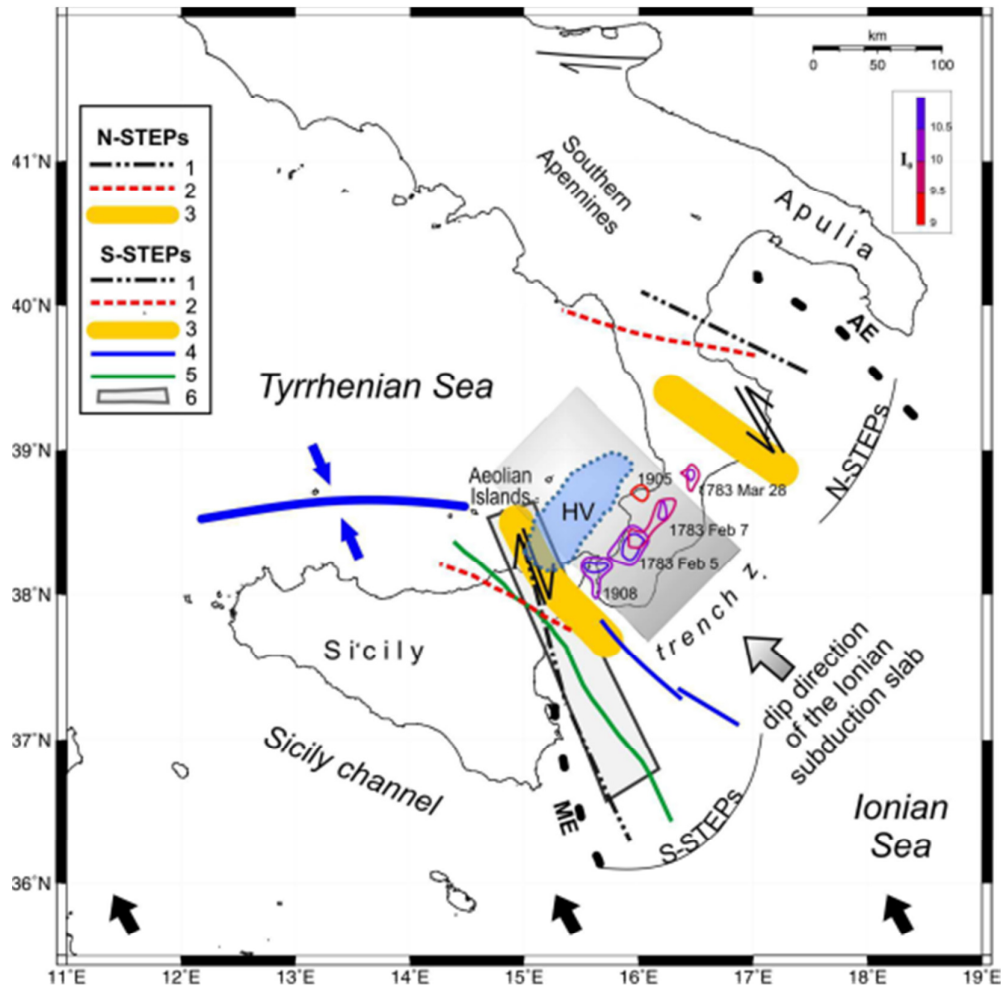 km
0 50 100
N-STEPs
1
2
3
S-STEPs
1
2
3
4
5
6
10.5
I₀ 10
9.5
9
41°N
40°N
39°N
38°N
37°N
36°N
Southern
Apennines
Apulia
AE
N-STEPs
Tyrrhenian Sea
Aeolian
Islands
HV
1905
1783 Mar 28
1783 Feb 7
1783 Feb 5
1908
trench z.
Sicily
Sicily channel
dip direction
of the Ionian
subduction slab
ME
S-STEPs
Ionian
Sea
11°E 12°E 13°E 14°E 15°E 16°E 17°E 18°E 19°E